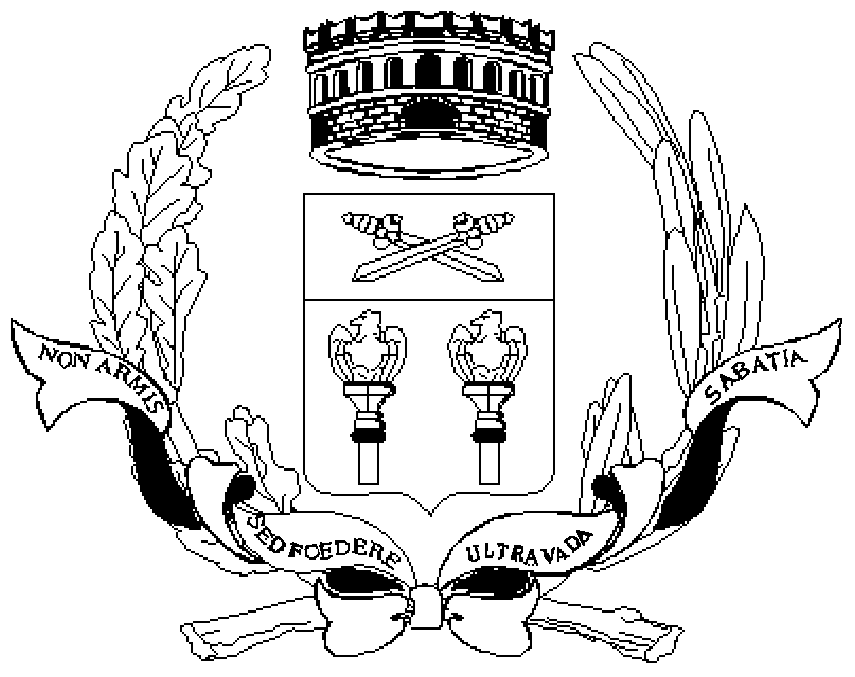 NON ARMIS
SED FOEDERE
ULTRA VADA
SABATIA